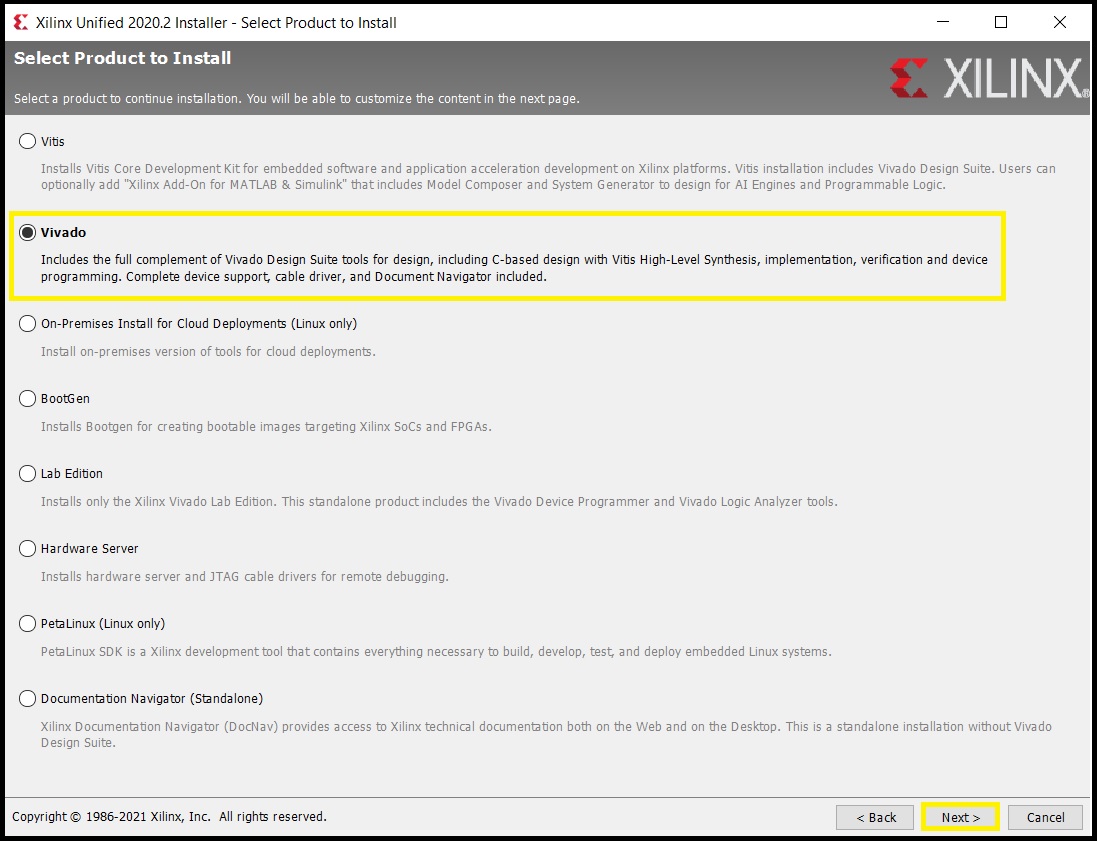 Xilinx Unified 2020.2 Installer - Select Product to Install
Select Product to Install
Select a product to continue installation. You will be able to customize the content in the next page.
XILINX®
Vitis
Installs Vitis Core Development Kit for embedded software and application acceleration development on Xilinx platforms. Vitis installation includes Vivado Design Suite. Users can
optionally add "Xilinx Add-On for MATLAB & Simulink" that includes Model Composer and System Generator to design for AI Engines and Programmable Logic.
Vivado
Includes the full complement of Vivado Design Suite tools for design, including C-based design with Vitis High-Level Synthesis, implementation, verification and device
programming. Complete device support, cable driver, and Document Navigator included.
On-Premises Install for Cloud Deployments (Linux only)
Install on-premises version of tools for cloud deployments.
BootGen
Installs Bootgen for creating bootable images targeting Xilinx SoCs and FPGAs.
Lab Edition
Installs only the Xilinx Vivado Lab Edition. This standalone product includes the Vivado Device Programmer and Vivado Logic Analyzer tools.
Hardware Server
Installs hardware server and JTAG cable drivers for remote debugging.
PetaLinux (Linux only)
PetaLinux SDK is a Xilinx development tool that contains everything necessary to build, develop, test, and deploy embedded Linux systems.
Documentation Navigator (Standalone)
Xilinx Documentation Navigator (DocNav) provides access to Xilinx technical documentation both on the Web and on the Desktop. This is a standalone installation without Vivado
Design Suite.
Copyright © 1986-2021 Xilinx, Inc. All rights reserved.
< Back
Next >
Cancel